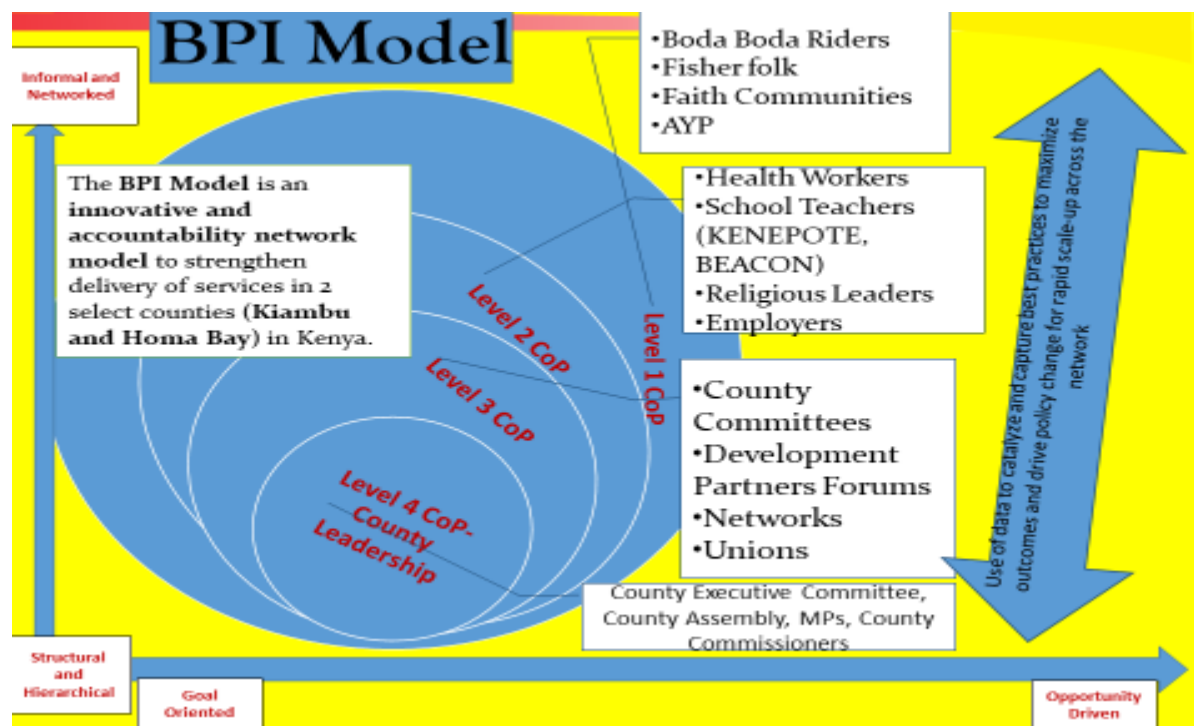 BPI Model
Informal and
Networked
•Boda Boda Riders
•Fisher folk
•Faith Communities
•AYP
The BPI Model is an
innovative and
accountability network
model to strengthen
delivery of services in 2
select counties (Kiambu
and Homa Bay) in Kenya.
•Health Workers
•School Teachers
(KENEPOTE,
BEACON)
•Religious Leaders
•Employers
Level 1 CoP
Level 2 CoP
Level 3 CoP
Level 4 CoP-
County
Leadership
•County
Committees
•Development
Partners Forums
•Networks
•Unions
County Executive Committee,
County Assembly, MPs, County
Commissioners
Use of data to catalyze and capture best practices to maximize
outcomes and drive policy change for rapid scale-up across the
network
Structural
and
Hierarchical
Goal
Oriented
Opportunity
Driven